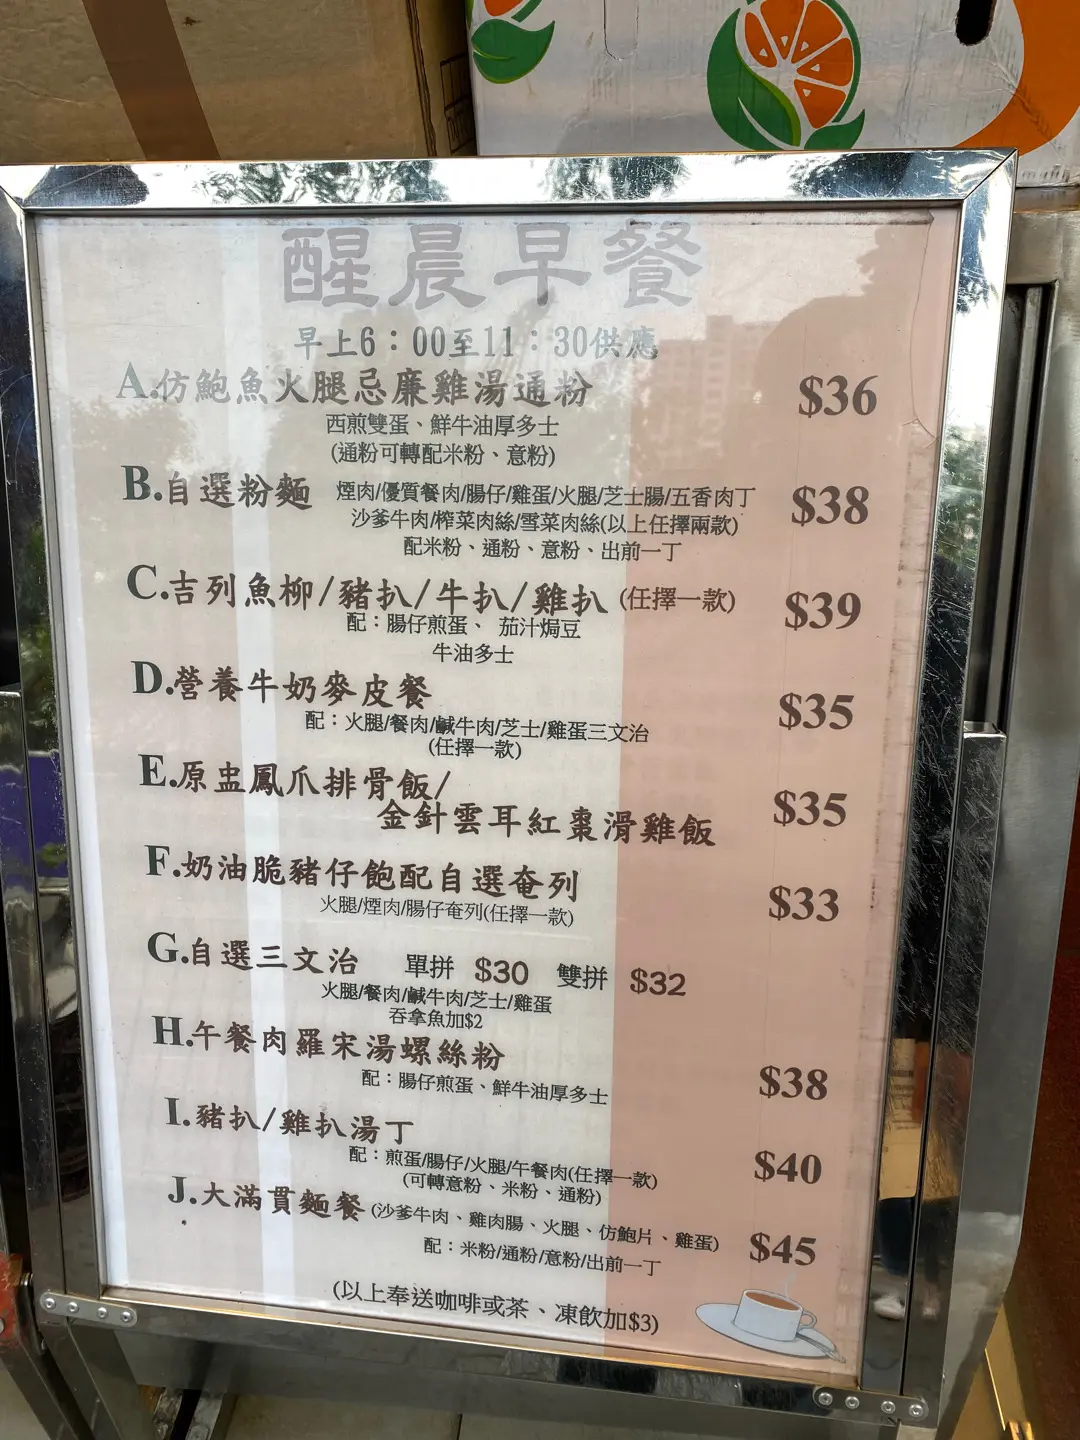 醒晨早餐
早上6：00至11：30供應
A.仿鮑魚火腿忌廉雞湯通粉 $36
西煎雙蛋、鮮牛油厚多士
(通粉可轉配米粉、意粉)
B.自選粉麵 煙肉/優質餐肉/腸仔/雞蛋/火腿/芝士腸/五香肉丁 $38
沙爹牛肉/榨菜肉絲/雪菜肉絲(以上任擇兩款)
配米粉、通粉、意粉、出前一丁
C.吉列魚柳/豬扒/牛扒/雞扒(任擇一款) $39
配：腸仔煎蛋、 茄汁焗豆
牛油多士
D.營養牛奶麥皮餐 $35
配：火腿/餐肉/鹹牛肉/芝士/雞蛋三文治
(任擇一款)
E.原盅鳳爪排骨飯/
金針雲耳紅棗滑雞飯 $35
F.奶油脆豬仔飽配自選奄列 $33
火腿/煙肉/腸仔奄列(任擇一款)
G.自選三文治 單拼 $30 雙拼 $32
火腿/餐肉/鹹牛肉/芝士/雞蛋
吞拿魚加$2
H.午餐肉羅宋湯螺絲粉 $38
配：腸仔煎蛋、鮮牛油厚多士
I.豬扒/雞扒湯丁 $40
配：煎蛋/腸仔/火腿/午餐肉(任擇一款)
(可轉意粉、米粉、通粉)
J.大滿貫麵餐(沙爹牛肉、雞肉腸、火腿、仿鮑片、雞蛋) $45
配：米粉/通粉/意粉/出前一丁
(以上奉送咖啡或茶、凍飲加$3)